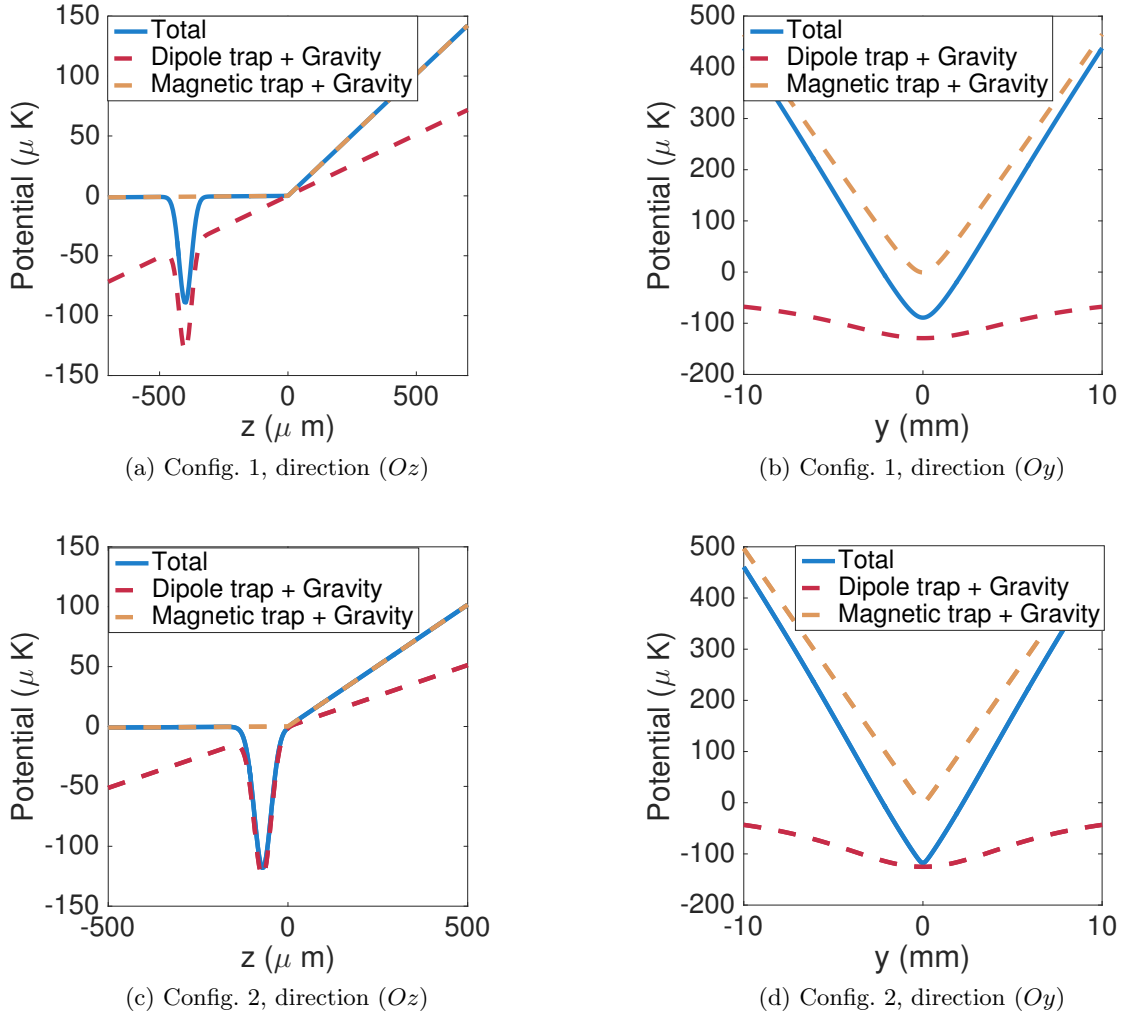 150
100
50
0
-50
-100
-150
Potential (μ K)
Total
Dipole trap + Gravity
Magnetic trap + Gravity
-500 0 500
z (μ m)
(a) Config. 1, direction (Oz)
500
400
300
200
100
0
-100
-200
Potential (μ K)
Total
Dipole trap + Gravity
Magnetic trap + Gravity
-10 0 10
y (mm)
(b) Config. 1, direction (Oy)
150
100
50
0
-50
-100
-150
Potential (μ K)
Total
Dipole trap + Gravity
Magnetic trap + Gravity
-500 0 500
z (μ m)
(c) Config. 2, direction (Oz)
500
400
300
200
100
0
-100
-200
Potential (μ K)
Total
Dipole trap + Gravity
Magnetic trap + Gravity
-10 0 10
y (mm)
(d) Config. 2, direction (Oy)